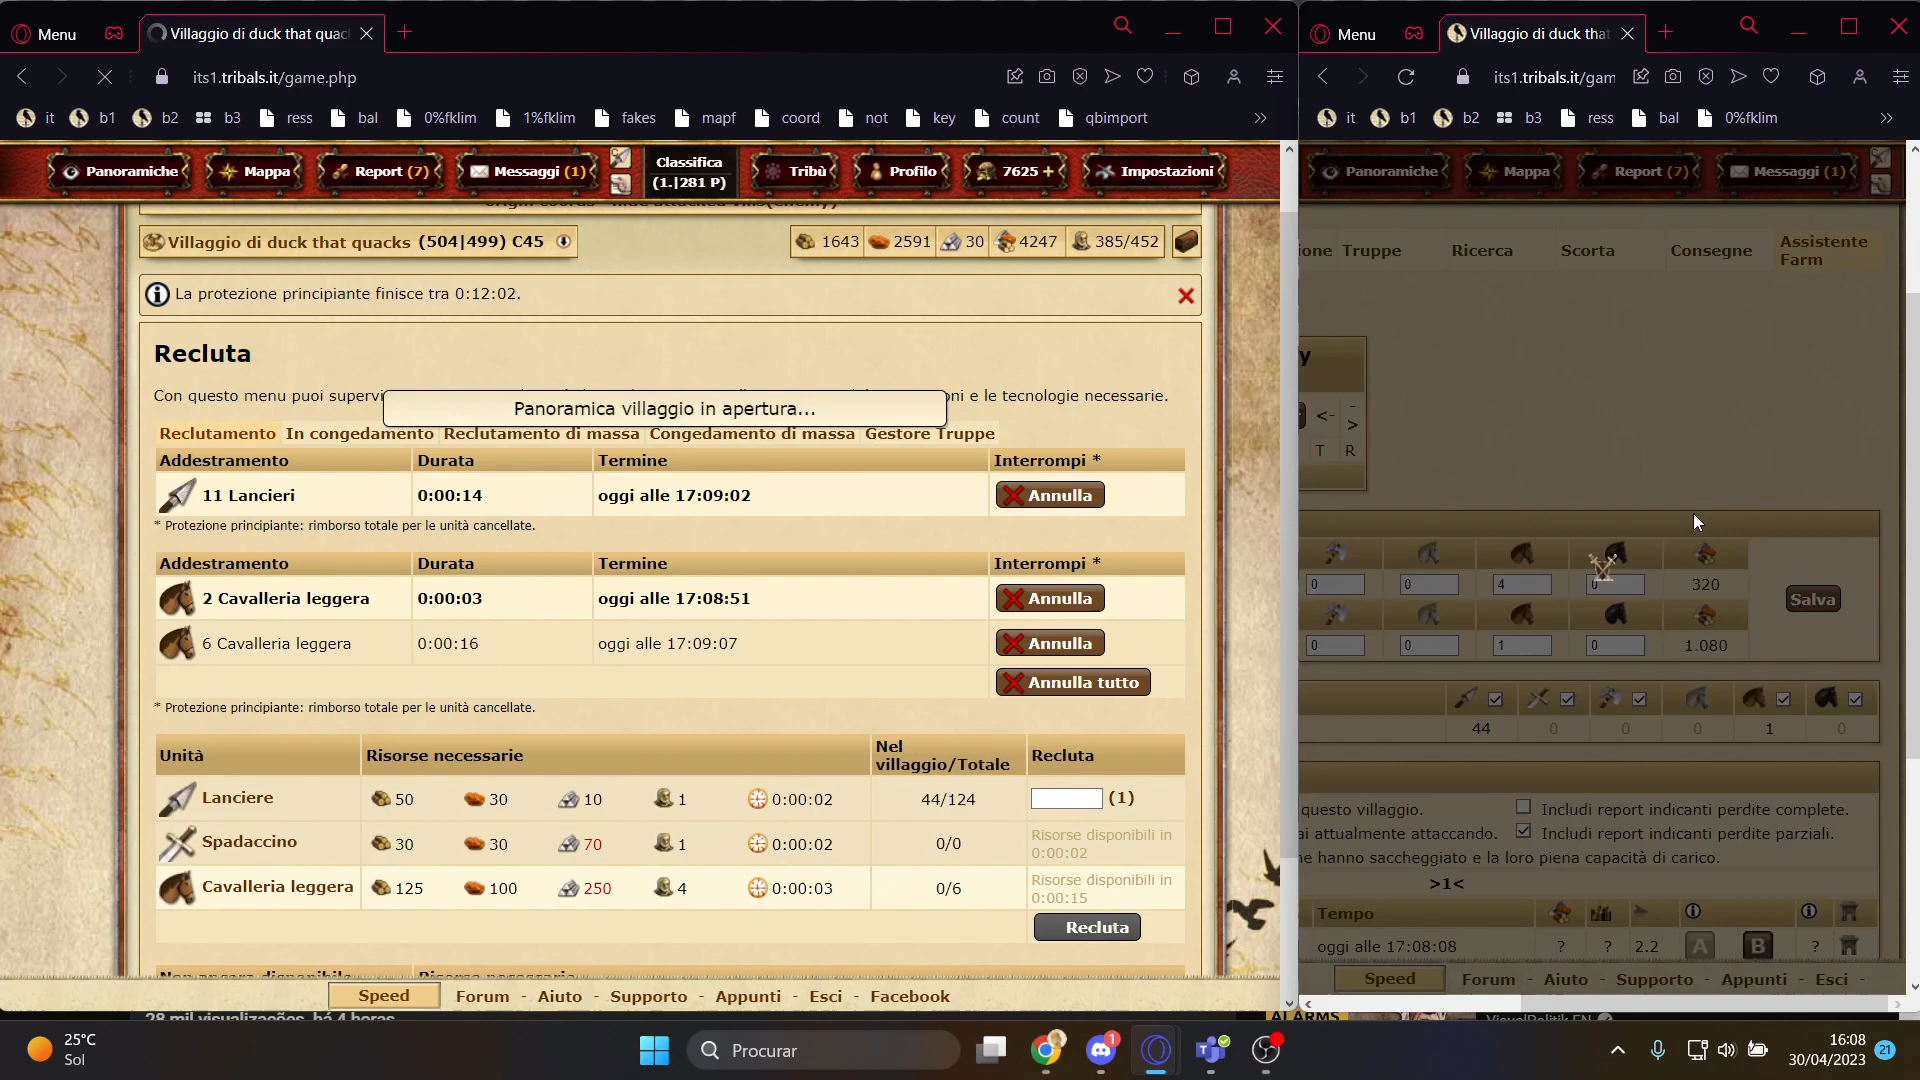 Menu
Villaggio di duck that quac
its1.tribals.it/game.php
it b1 b2 b3 ress bal 0%fklim 1%fklim fakes mapf coord not key count qbimport
Panoramiche Mappa Report (7) Messaggi (1) Classifica (1.|281 P) Tribù Profilo 7625 + Impostazioni
Villaggio di duck that quacks (504|499) C45
1643 2591 30 4247 385/452
La protezione principiante finisce tra 0:12:02.
Recluta
Con questo menu puoi supervi
oni e le tecnologie necessarie.
Panoramica villaggio in apertura...
Reclutamento In congedamento Reclutamento di massa Congedamento di massa Gestore Truppe
Addestramento Durata Termine Interrompi *
11 Lancieri 0:00:14 oggi alle 17:09:02 Annulla
* Protezione principiante: rimborso totale per le unità cancellate.
Addestramento Durata Termine Interrompi *
2 Cavalleria leggera 0:00:03 oggi alle 17:08:51 Annulla
6 Cavalleria leggera 0:00:16 oggi alle 17:09:07 Annulla
Annulla tutto
* Protezione principiante: rimborso totale per le unità cancellate.
Unità Risorse necessarie Nel villaggio/Totale Recluta
Lanciere 50 30 10 1 0:00:02 44/124 (1)
Spadaccino 30 30 70 1 0:00:02 0/0 Risorse disponibili in 0:00:02
Cavalleria leggera 125 100 250 4 0:00:03 0/6 Risorse disponibili in 0:00:15
Recluta
Speed Forum - Aiuto - Supporto - Appunti - Esci - Facebook
28 mil visualizações há 4 horas
Menu
Villaggio di duck that
its1.tribals.it/gam
it b1 b2 b3 ress bal 0%fklim
Panoramiche Mappa Report (7) Messaggi (1)
ione Truppe Ricerca Scorta Consegne Assistente Farm
y
<- ->
T R
0 0 4 0 320
Salva
0 0 1 0 1.080
44 0 0 0 1 0
questo villaggio. Includi report indicanti perdite complete.
ai attualmente attaccando. Includi report indicanti perdite parziali.
he hanno saccheggiato e la loro piena capacità di carico.
>1<
Tempo
oggi alle 17:08:08 ? ? 2.2 A B ?
Speed Forum - Aiuto - Supporto - Appunti - Esci -
ALARMS
VisualPolitik EN
25°C
Sol
Procurar
1
16:08
30/04/2023
21